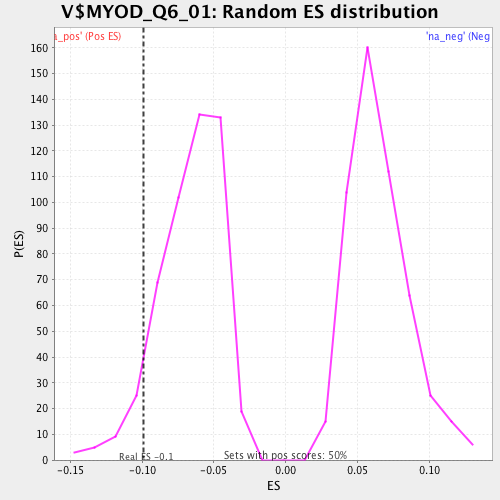 V$MYOD_Q6_01: Random ES distribution
a_pos' (Pos ES)
'na_neg' (Neg
160
150
140
130
120
110
100
90
80
70
60
50
40
30
20
10
0
P(ES)
Real ES -0.1
Sets with pos scores: 50%
-0.15 -0.10 -0.05 0.00 0.05 0.10
ES